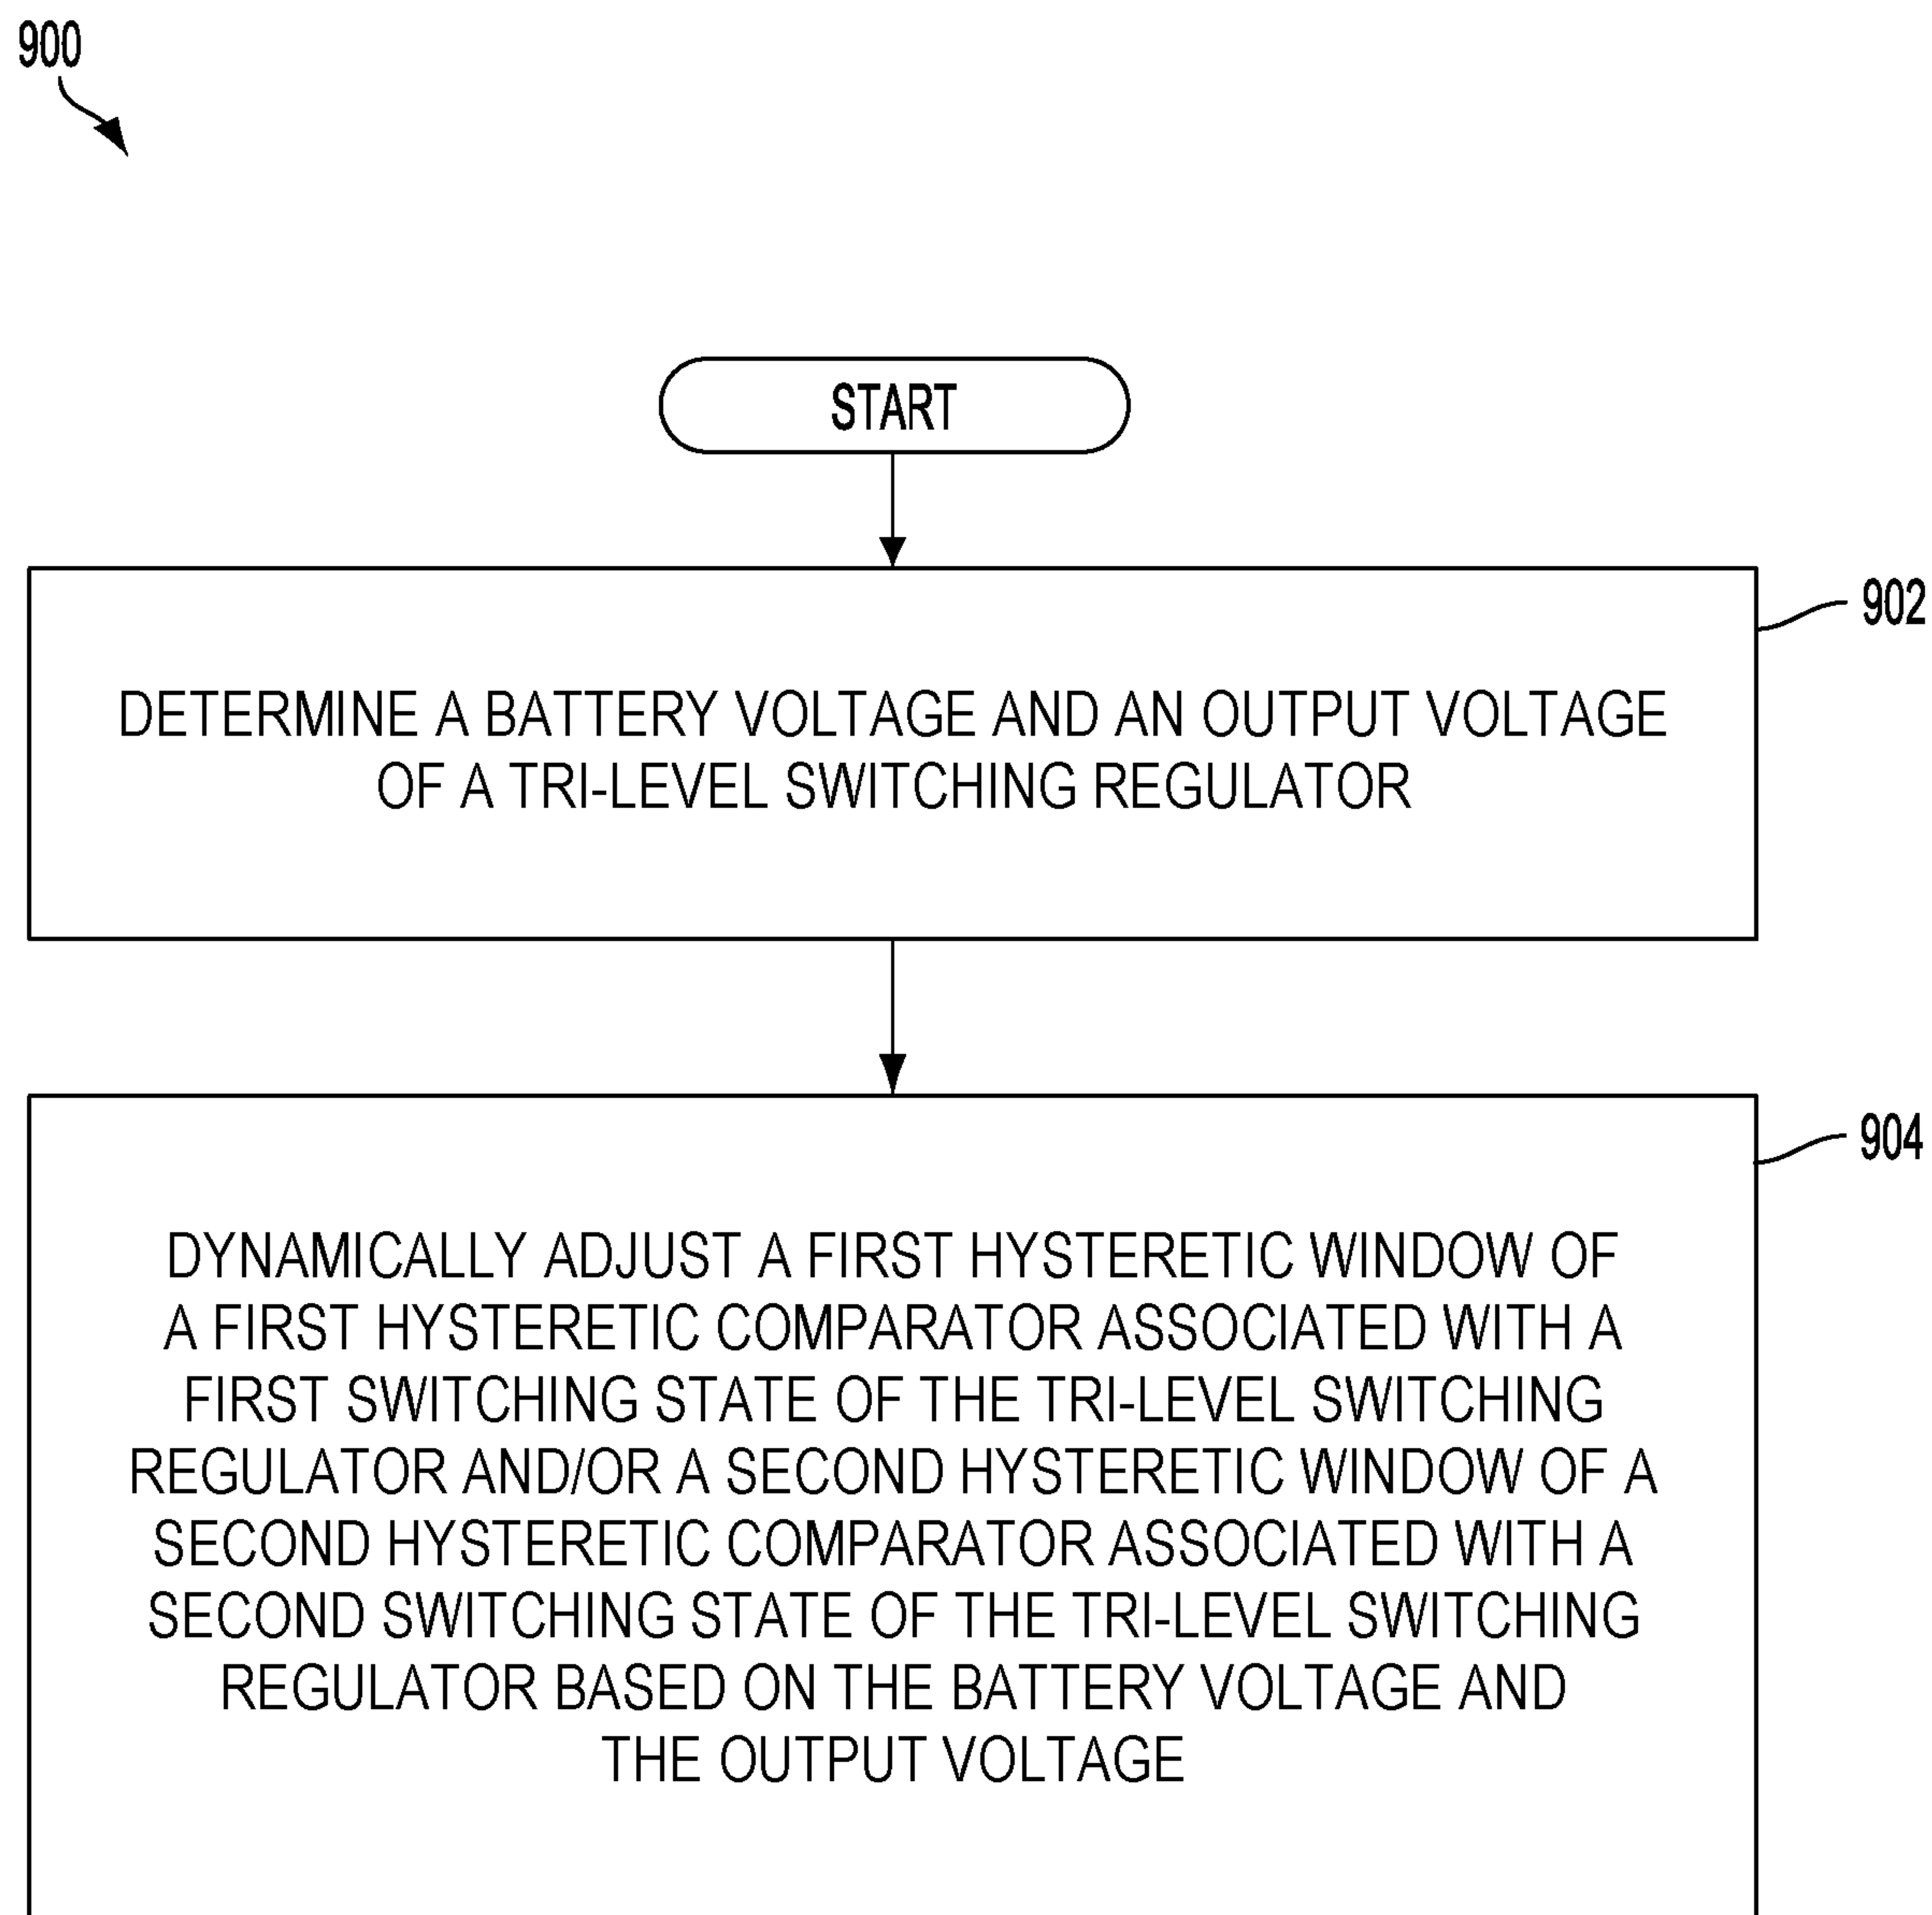 900
START
902
DETERMINE A BATTERY VOLTAGE AND AN OUTPUT VOLTAGE
OF A TRI-LEVEL SWITCHING REGULATOR
904
DYNAMICALLY ADJUST A FIRST HYSTERETIC WINDOW OF
A FIRST HYSTERETIC COMPARATOR ASSOCIATED WITH A
FIRST SWITCHING STATE OF THE TRI-LEVEL SWITCHING
REGULATOR AND/OR A SECOND HYSTERETIC WINDOW OF A
SECOND HYSTERETIC COMPARATOR ASSOCIATED WITH A
SECOND SWITCHING STATE OF THE TRI-LEVEL SWITCHING
REGULATOR BASED ON THE BATTERY VOLTAGE AND
THE OUTPUT VOLTAGE